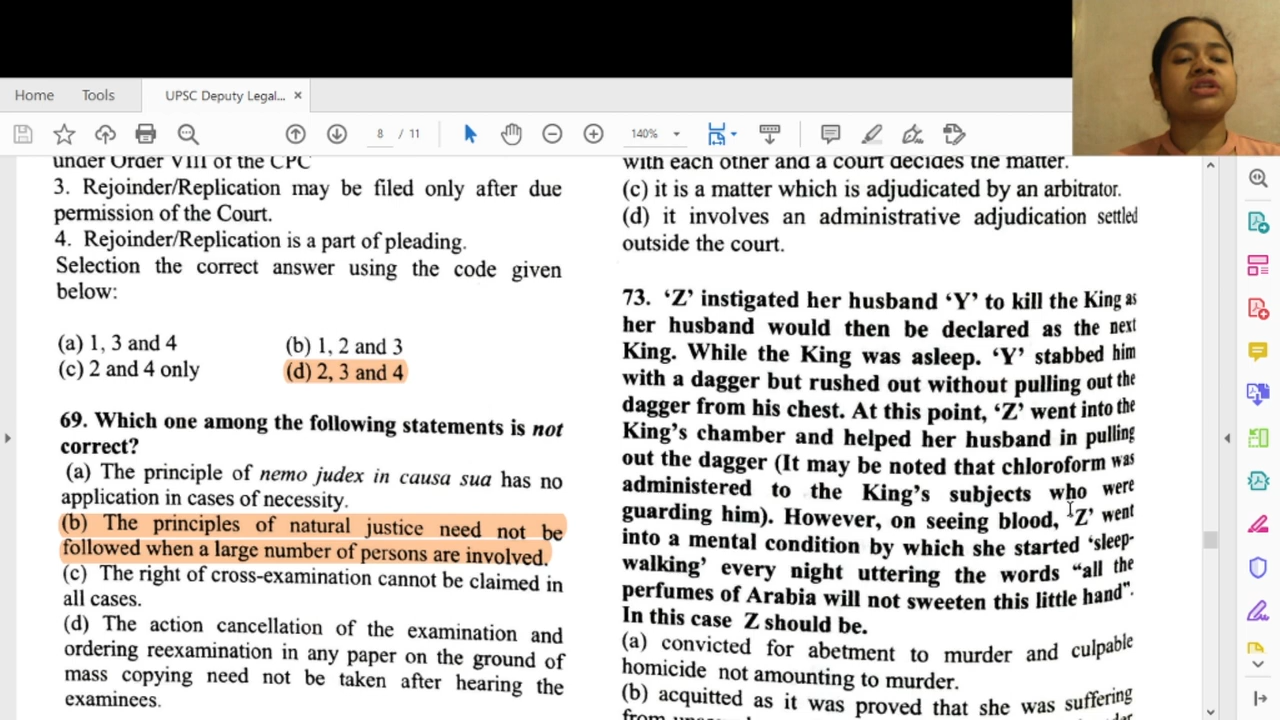 Home
Tools
UPSC Deputy Legal...
8 / 11
140%
under Order VIII of the CPC
3. Rejoinder/Replication may be filed only after due
permission of the Court.
4. Rejoinder/Replication is a part of pleading.
Selection the correct answer using the code given
below:
(a) 1, 3 and 4
(b) 1, 2 and 3
(c) 2 and 4 only
(d) 2, 3 and 4
69. Which one among the following statements is not
correct?
(a) The principle of nemo judex in causa sua has no
application in cases of necessity.
(b) The principles of natural justice need not be
followed when a large number of persons are involved.
(c) The right of cross-examination cannot be claimed in
all cases.
(d) The action cancellation of the examination and
ordering reexamination in any paper on the ground of
mass copying need not be taken after hearing the
examinees.
with each other and a court decides the matter.
(c) it is a matter which is adjudicated by an arbitrator.
(d) it involves an administrative adjudication settled
outside the court.
73. ‘Z’ instigated her husband ‘Y’ to kill the King as
her husband would then be declared as the next
King. While the King was asleep. ‘Y’ stabbed him
with a dagger but rushed out without pulling out the
dagger from his chest. At this point, ‘Z’ went into the
King’s chamber and helped her husband in pulling
out the dagger (It may be noted that chloroform was
administered to the King’s subjects who were
guarding him). However, on seeing blood, ‘Z’ went
into a mental condition by which she started ‘sleep-
walking’ every night uttering the words “all the
perfumes of Arabia will not sweeten this little hand”.
In this case Z should be.
(a) convicted for abetment to murder and culpable
homicide not amounting to murder.
(b) acquitted as it was proved that she was suffering
from